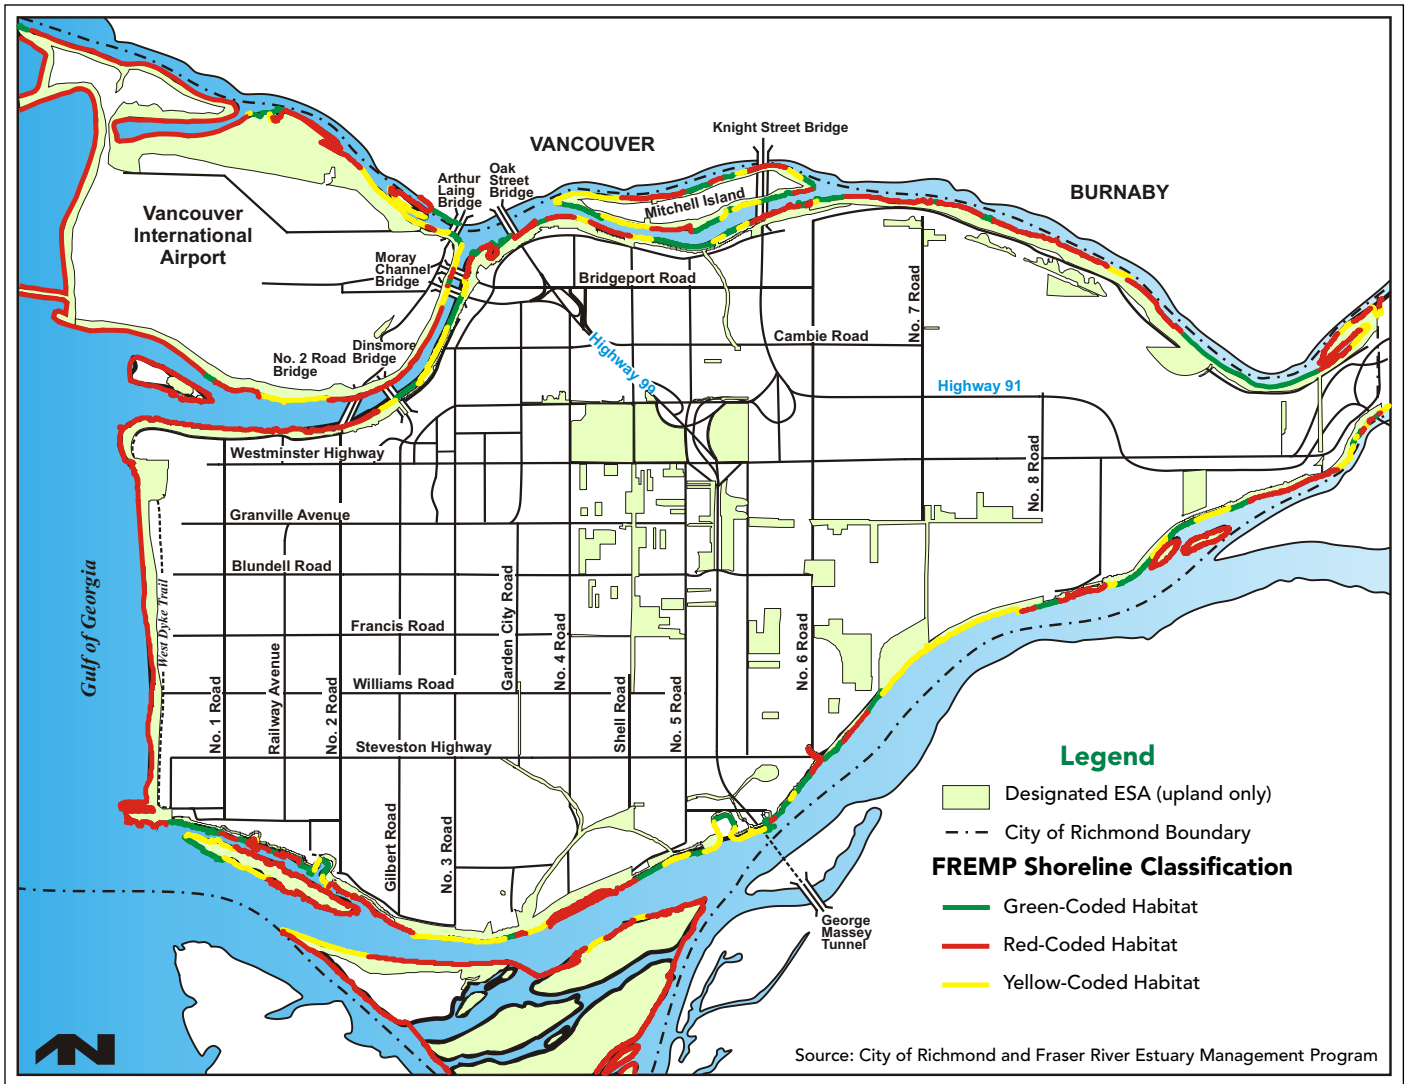 VANCOUVER
Knight Street Bridge
BURNABY
Oak
Street
Bridge
Arthur
Laing
Bridge
Mitchell Island
Vancouver
International
Airport
Moray
Channel
Bridge
Bridgeport Road
No. 7 Road
Cambie Road
Dinsmore
Bridge
No. 2 Road
Bridge
Highway 99
Highway 91
Westminster Highway
No. 8 Road
Granville Avenue
Blundell Road
Gulf of Georgia
West Dyke Trail
Garden City Road
Francis Road
No. 4 Road
No. 6 Road
Williams Road
No. 1 Road
Railway Avenue
No. 2 Road
Shell Road
No. 5 Road
Steveston Highway
Gilbert Road
No. 3 Road
George
Massey
Tunnel
Legend
Designated ESA (upland only)
City of Richmond Boundary
FREMP Shoreline Classification
Green-Coded Habitat
Red-Coded Habitat
Yellow-Coded Habitat
N
Source: City of Richmond and Fraser River Estuary Management Program